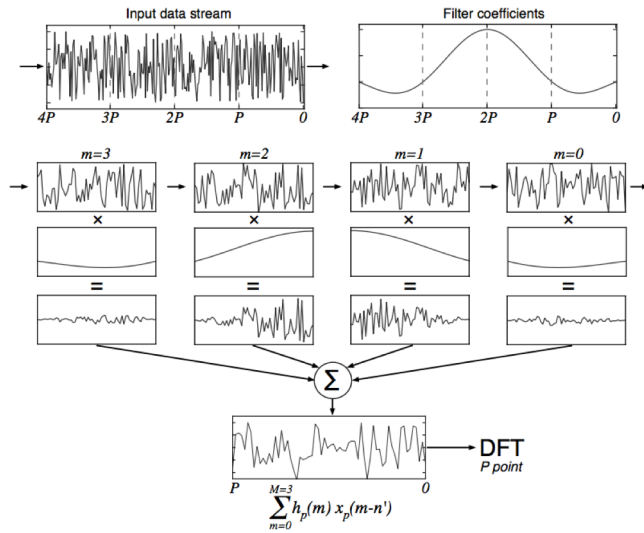 Input data stream
Filter coefficients
4P 3P 2P P 0
4P 3P 2P P 0
m=3 m=2 m=1 m=0
× × × ×
= = = =
Σ
DFT
P point
P 0
M=3
∑ h_p(m) x_p(m-n')
m=0